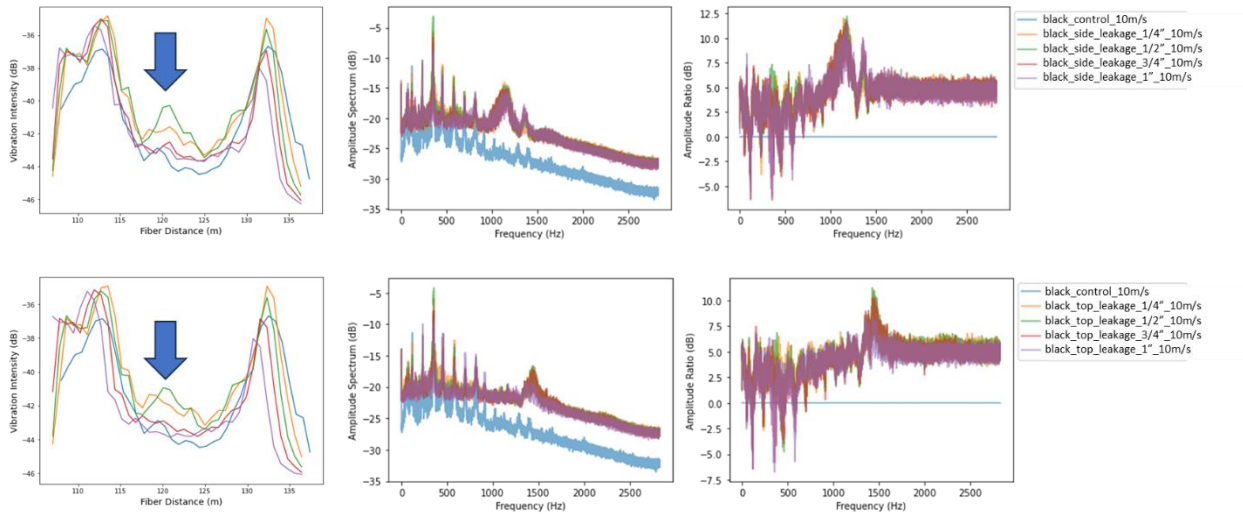 −36
−38
−40
−42
−44
−46
Vibration Intensity (dB)
110 115 120 125 130 135
Fiber Distance (m)
−5
−10
−15
−20
−25
−30
−35
Amplitude Spectrum (dB)
0 500 1000 1500 2000 2500
Frequency (Hz)
12.5
10.0
7.5
5.0
2.5
0.0
−2.5
−5.0
Amplitude Ratio (dB)
0 500 1000 1500 2000 2500
Frequency (Hz)
black_control_10m/s
black_side_leakage_1/4”_10m/s
black_side_leakage_1/2”_10m/s
black_side_leakage_3/4”_10m/s
black_side_leakage_1”_10m/s
−36
−38
−40
−42
−44
−46
Vibration Intensity (dB)
110 115 120 125 130 135
Fiber Distance (m)
−5
−10
−15
−20
−25
−30
−35
Amplitude Spectrum (dB)
0 500 1000 1500 2000 2500
Frequency (Hz)
10.0
7.5
5.0
2.5
0.0
−2.5
−5.0
−7.5
Amplitude Ratio (dB)
0 500 1000 1500 2000 2500
Frequency (Hz)
black_control_10m/s
black_top_leakage_1/4”_10m/s
black_top_leakage_1/2”_10m/s
black_top_leakage_3/4”_10m/s
black_top_leakage_1”_10m/s